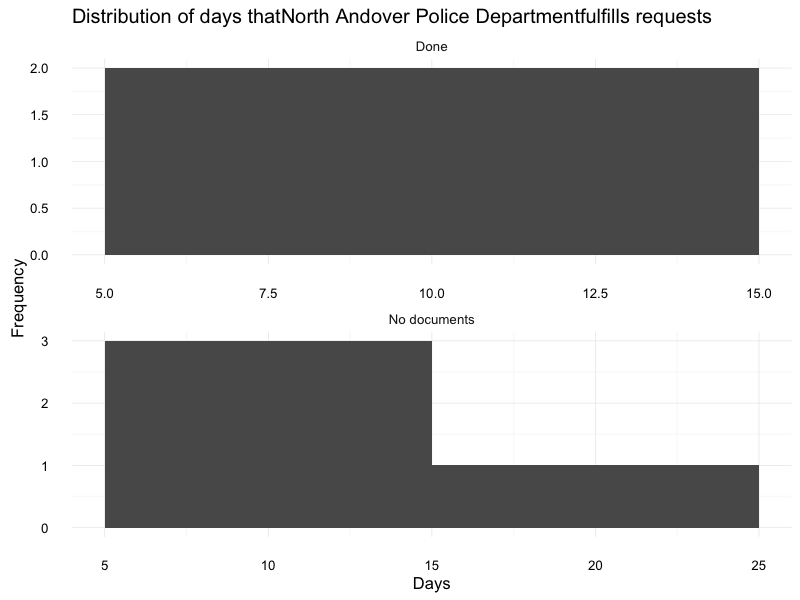 Distribution of days thatNorth Andover Police Departmentfulfills requests
Done
2.0
1.5
1.0
0.5
0.0
5.0 7.5 10.0 12.5 15.0
Frequency
No documents
3
2
1
0
5 10 15 20 25
Days